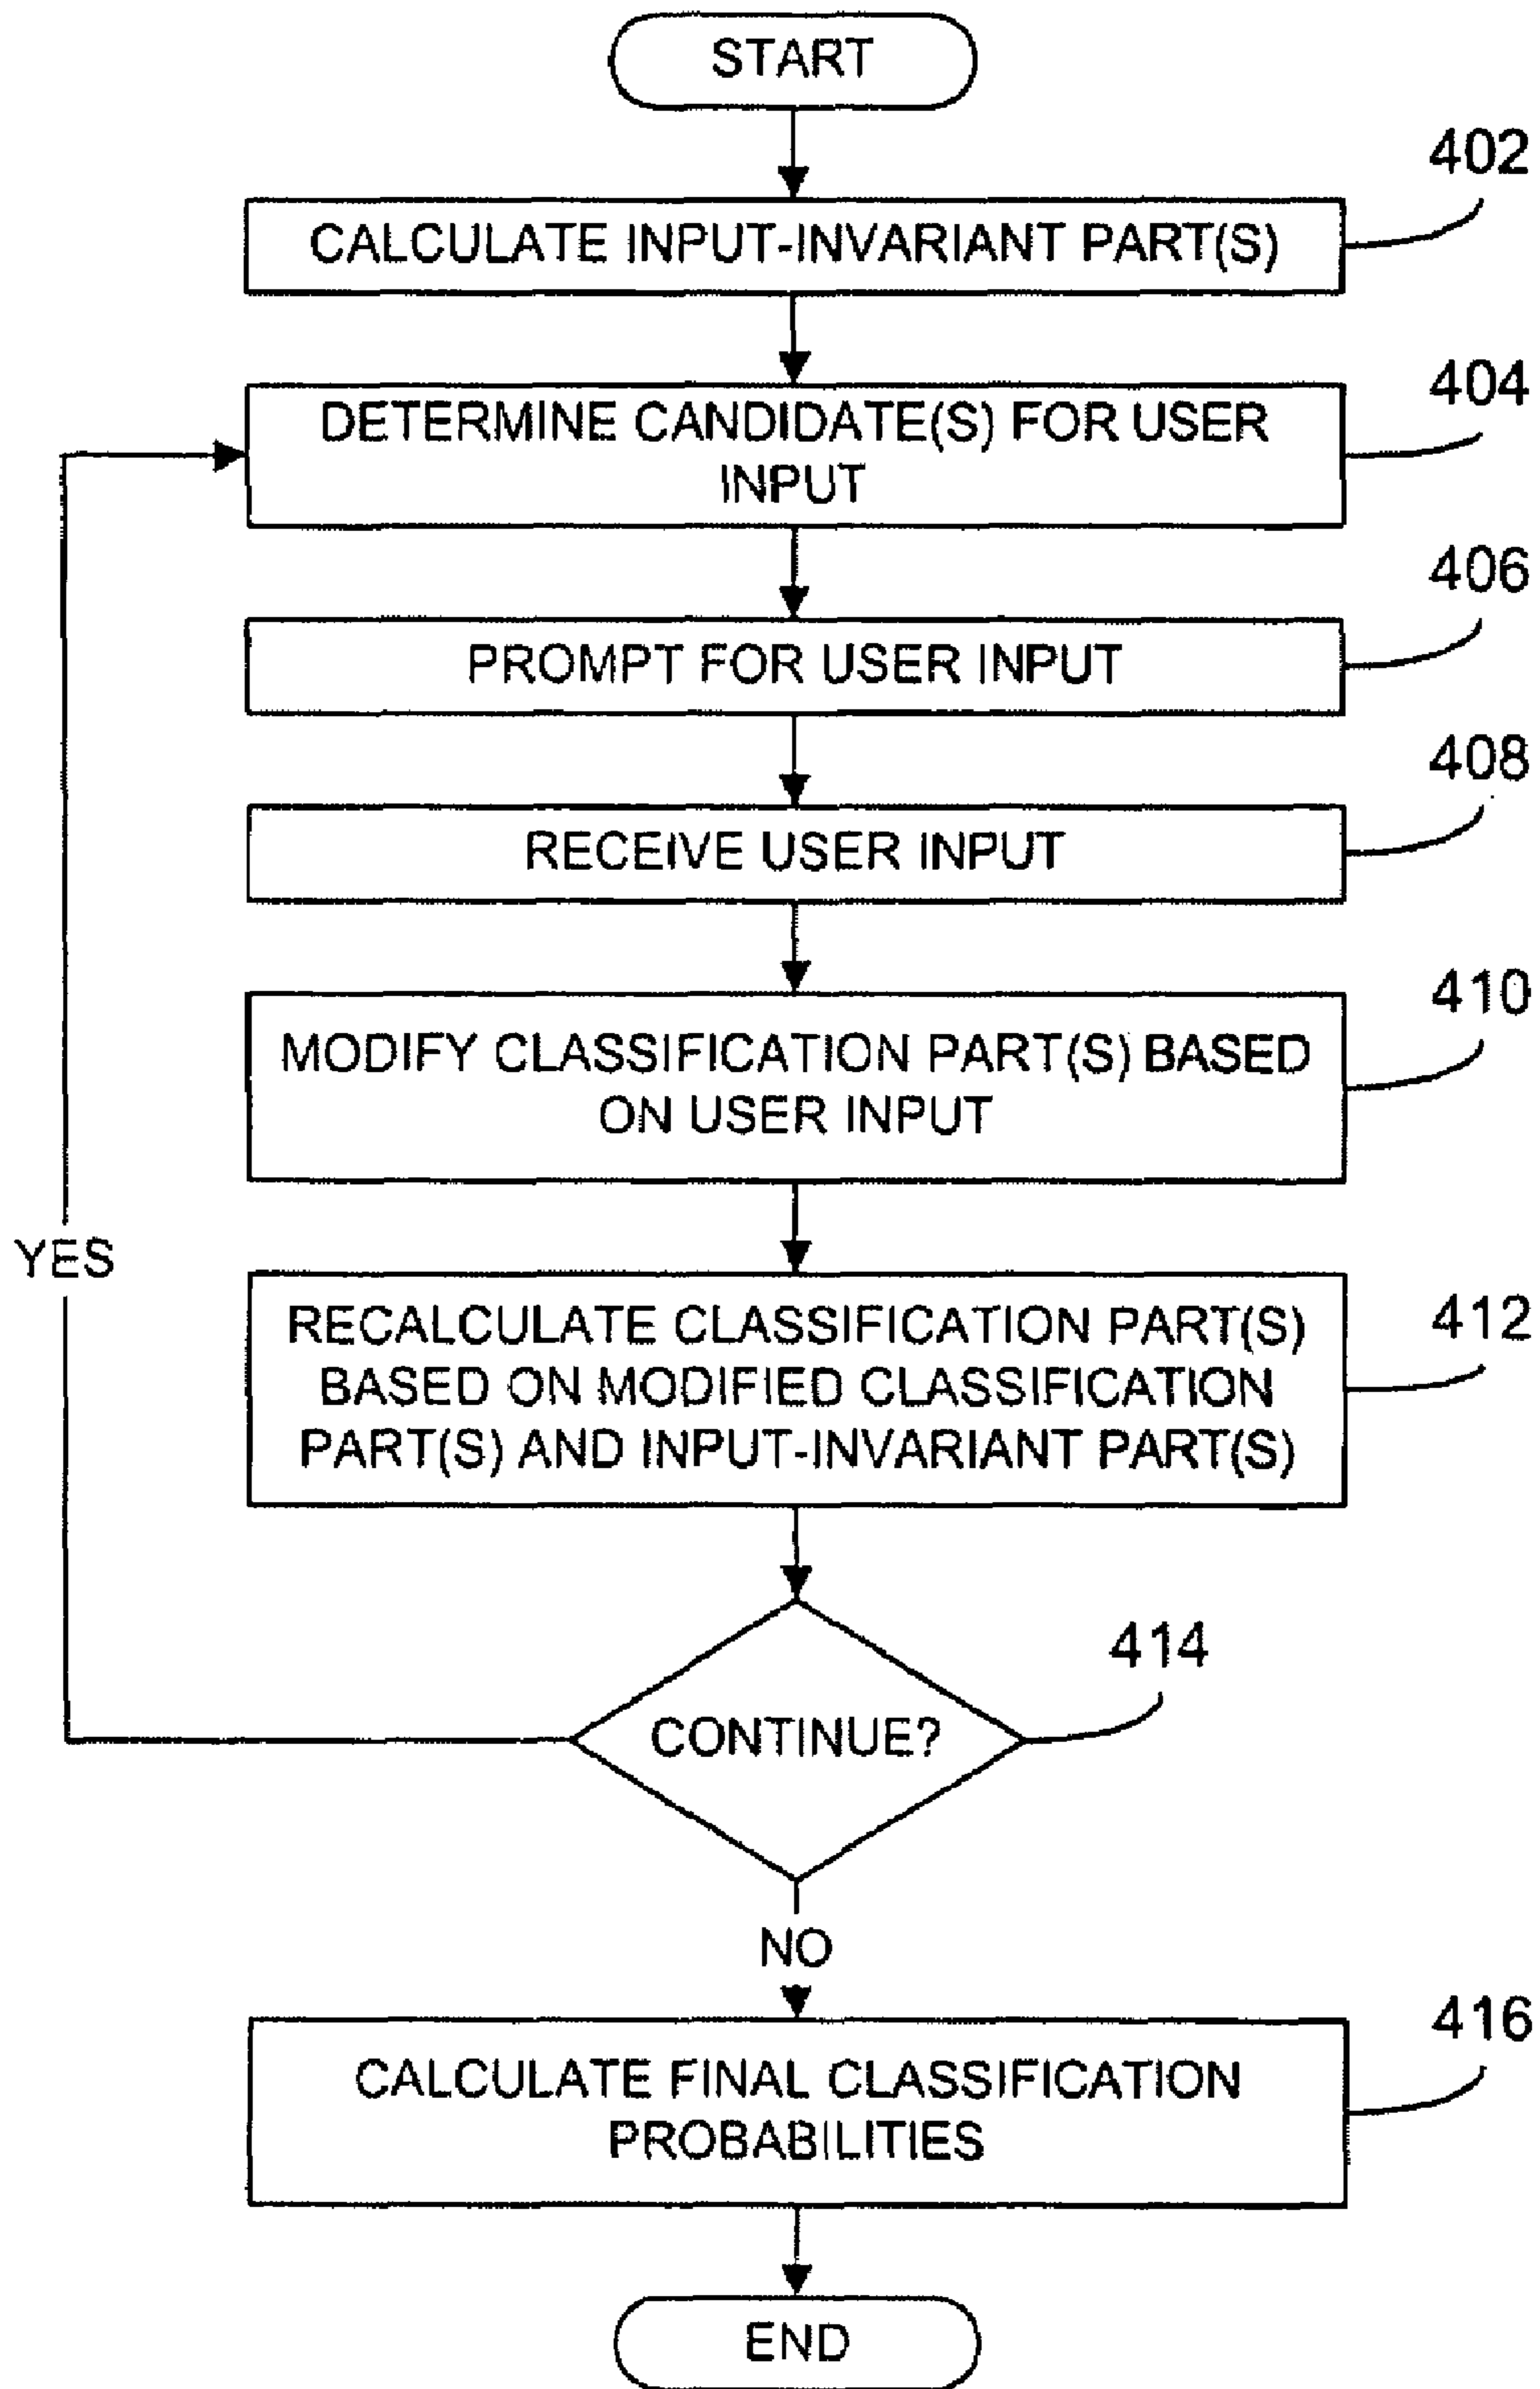 START
402
CALCULATE INPUT-INVARIANT PART(S)
404
DETERMINE CANDIDATE(S) FOR USER
INPUT
406
PROMPT FOR USER INPUT
408
RECEIVE USER INPUT
410
MODIFY CLASSIFICATION PART(S) BASED
ON USER INPUT
YES
412
RECALCULATE CLASSIFICATION PART(S)
BASED ON MODIFIED CLASSIFICATION
PART(S) AND INPUT-INVARIANT PART(S)
414
CONTINUE?
NO
416
CALCULATE FINAL CLASSIFICATION
PROBABILITIES
END